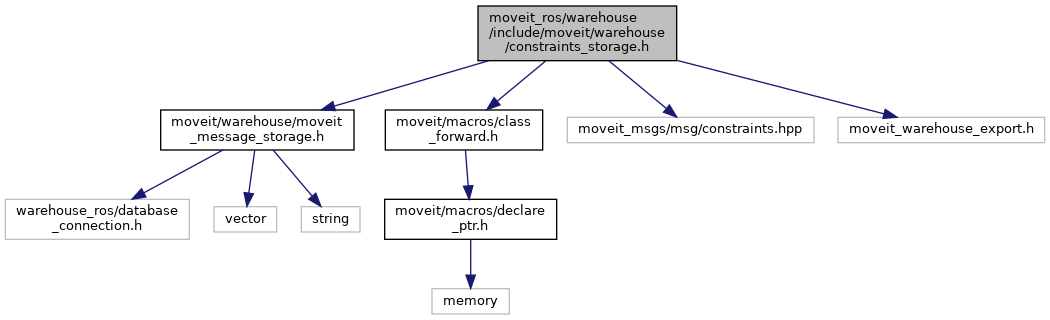 moveit_ros/warehouse
/include/moveit/warehouse
/constraints_storage.h
moveit/warehouse/moveit
_message_storage.h
moveit/macros/class
_forward.h
moveit_msgs/msg/constraints.hpp
moveit_warehouse_export.h
warehouse_ros/database
_connection.h
vector
string
moveit/macros/declare
_ptr.h
memory